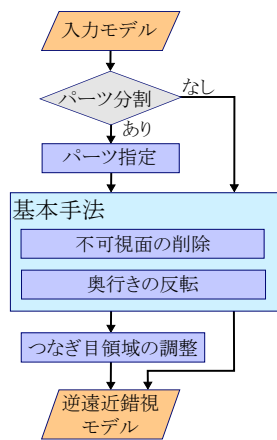 入力モデル
パーツ分割
なし
あり
パーツ指定
基本手法
不可視面の削除
奥行きの反転
つなぎ目領域の調整
逆遠近錯視
モデル